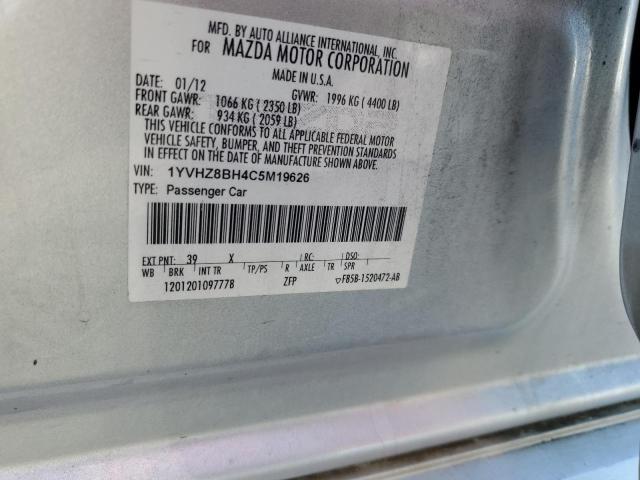 MFD. BY AUTO ALLIANCE INTERNATIONAL, INC.
FOR MAZDA MOTOR CORPORATION
MADE IN U.S.A.
DATE: 01/12 GVWR: 1996 KG ( 4400 LB)
FRONT GAWR: 1066 KG ( 2350 LB)
REAR GAWR: 934 KG ( 2059 LB)
THIS VEHICLE CONFORMS TO ALL APPLICABLE FEDERAL MOTOR
VEHICLE SAFETY, BUMPER, AND THEFT PREVENTION STANDARDS
IN EFFECT ON THE DATE OF MANUFACTURE SHOWN ABOVE.
VIN: 1YVHZ8BH4C5M19626
TYPE: Passenger Car
EXT PNT: 39 X RC: DSO:
WB BRK INT TR TP/PS R AXLE TR SPR
1201201097778 ZFP F85B-1520472-AB